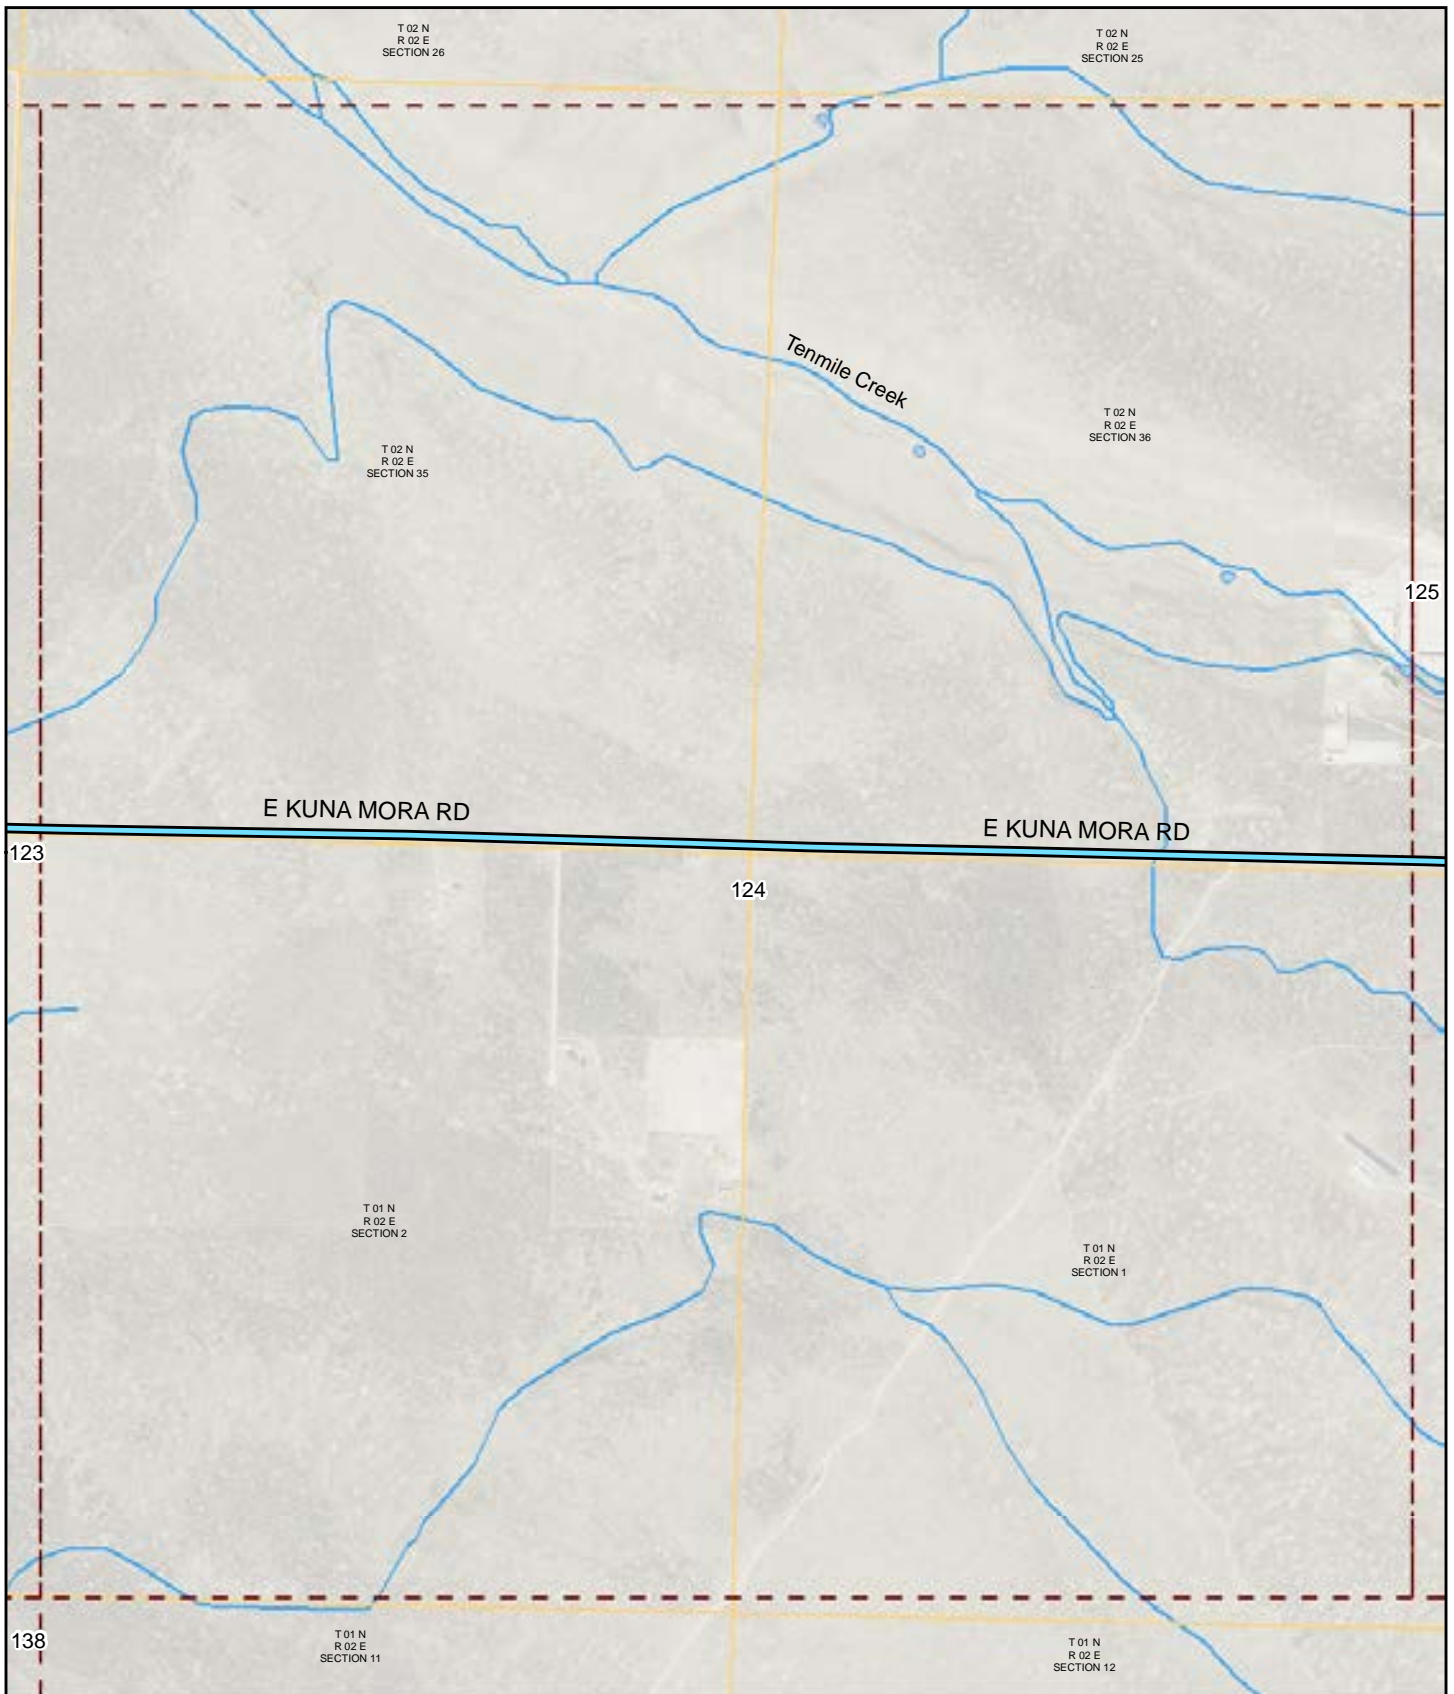 T 02 N
R 02 E
SECTION 26
T 02 N
R 02 E
SECTION 25
Tenmile Creek
T 02 N
R 02 E
SECTION 36
T 02 N
R 02 E
SECTION 35
125
E KUNA MORA RD
E KUNA MORA RD
123
124
T 01 N
R 02 E
SECTION 2
T 01 N
R 02 E
SECTION 1
138
T 01 N
R 02 E
SECTION 11
T 01 N
R 02 E
SECTION 12